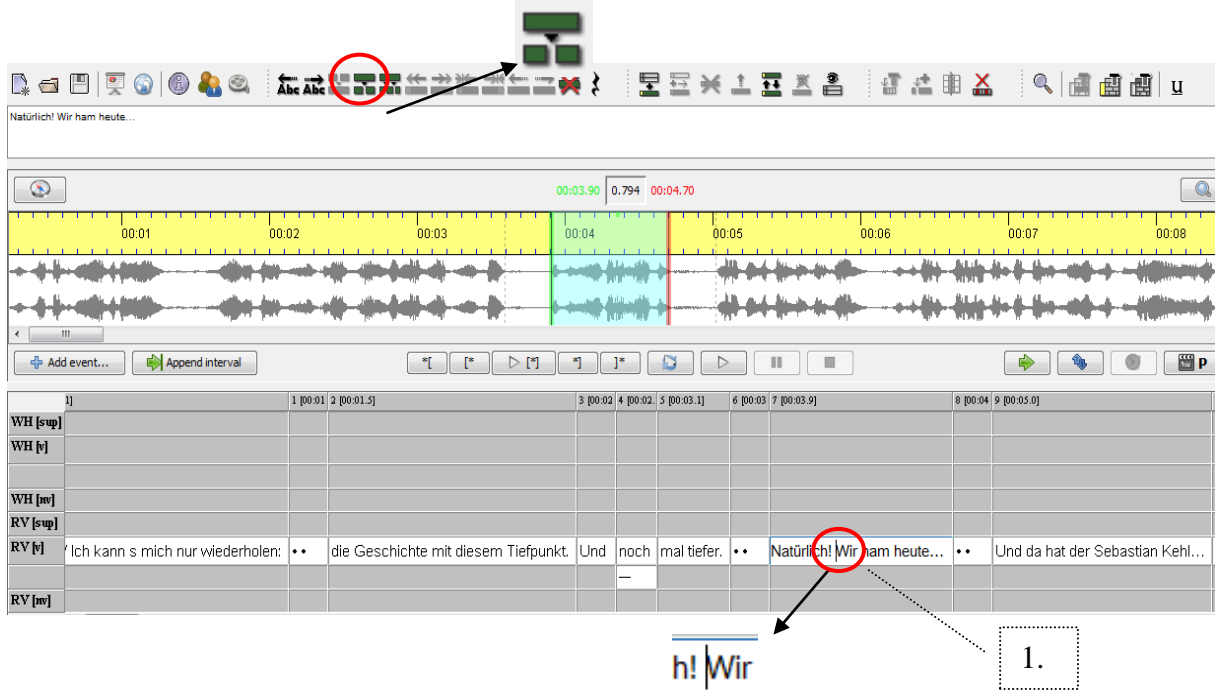 Abc Abc
u
Natürlich! Wir ham heute...
00:03.90 0.794 00:04.70
00:01 00:02 00:03 00:04 00:05 00:06 00:07 00:08
Add event... Append interval *[ [* [*] *] ]* P
1] 1 [00:01 2 [00:01.5] 3 [00:02 4 [00:02. 5 [00:03.1] 6 [00:03 7 [00:03.9] 8 [00:04 9 [00:05.0]
WH [sup]
WH [v]
WH [nv]
RV [sup]
RV [v] Ich kann s mich nur wiederholen: •• die Geschichte mit diesem Tiefpunkt. Und noch mal tiefer. •• Natürlich! Wir ham heute... •• Und da hat der Sebastian Kehl...
—
RV [nv]
h! Wir
1.